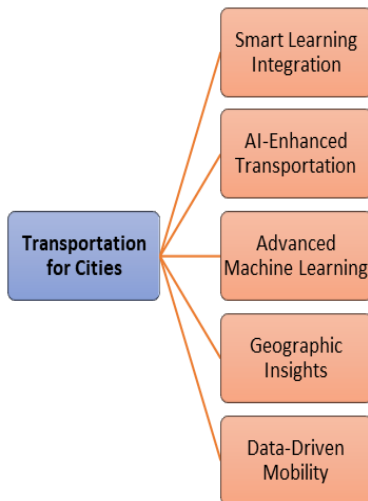 Smart Learning
Integration
AI-Enhanced
Transportation
Transportation
for Cities
Advanced
Machine Learning
Geographic
Insights
Data-Driven
Mobility